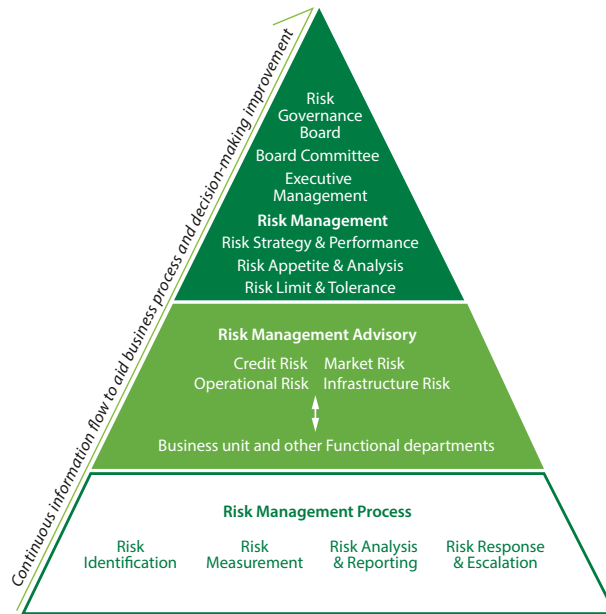 Continuous information flow to aid business process and decision-making improvement
Risk
Governance
Board
Board Committee
Executive
Management
Risk Management
Risk Strategy & Performance
Risk Appetite & Analysis
Risk Limit & Tolerance
Risk Management Advisory
Credit Risk Market Risk
Operational Risk Infrastructure Risk
Business unit and other Functional departments
Risk Management Process
Risk
Identification
Risk
Measurement
Risk Analysis
& Reporting
Risk Response
& Escalation